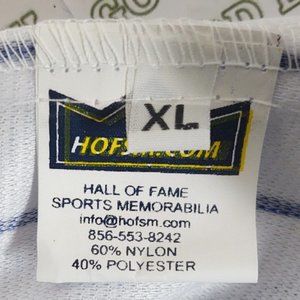 XL
HOFSM.COM
HALL OF FAME
SPORTS MEMORABILIA
info@hofsm.com
856-553-8242
60% NYLON
40% POLYESTER